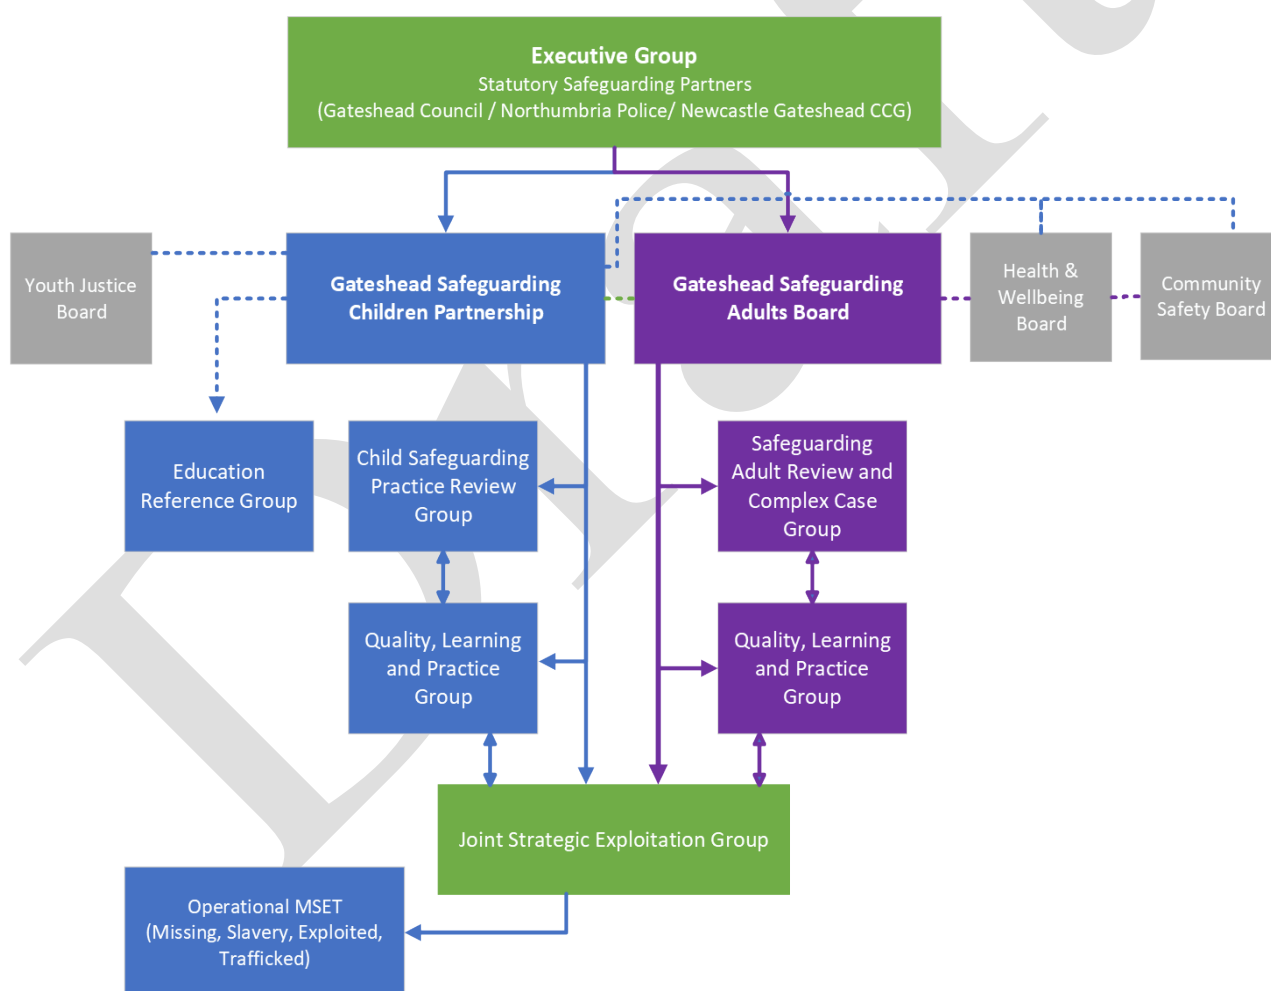 Executive Group
Statutory Safeguarding Partners
(Gateshead Council / Northumbria Police/ Newcastle Gateshead CCG)
Youth Justice
Board
Gateshead Safeguarding
Children Partnership
Gateshead Safeguarding
Adults Board
Health &
Wellbeing
Board
Community
Safety Board
Education
Reference Group
Child Safeguarding
Practice Review
Group
Safeguarding
Adult Review and
Complex Case
Group
Quality, Learning
and Practice
Group
Quality, Learning
and Practice
Group
Joint Strategic Exploitation Group
Operational MSET
(Missing, Slavery, Exploited,
Trafficked)
Draft